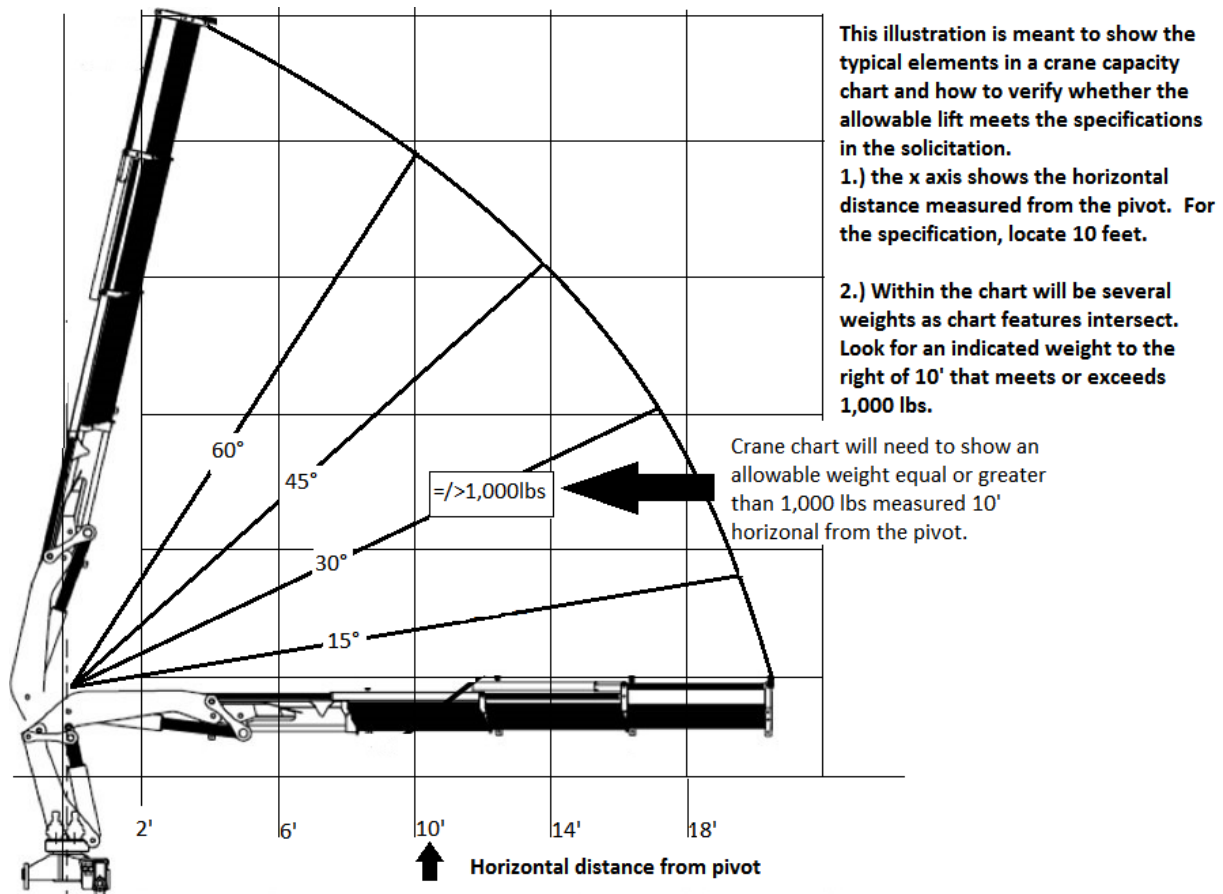 This illustration is meant to show the
typical elements in a crane capacity
chart and how to verify whether the
allowable lift meets the specifications
in the solicitation.
1.) the x axis shows the horizontal
distance measured from the pivot.  For
the specification, locate 10 feet.
2.) Within the chart will be several
weights as chart features intersect.
Look for an indicated weight to the
right of 10' that meets or exceeds
1,000 lbs.
Crane chart will need to show an
allowable weight equal or greater
than 1,000 lbs measured 10'
horizonal from the pivot.
60°
45°
=/>1,000lbs
30°
15°
2' 6' 10' 14' 18'
Horizontal distance from pivot